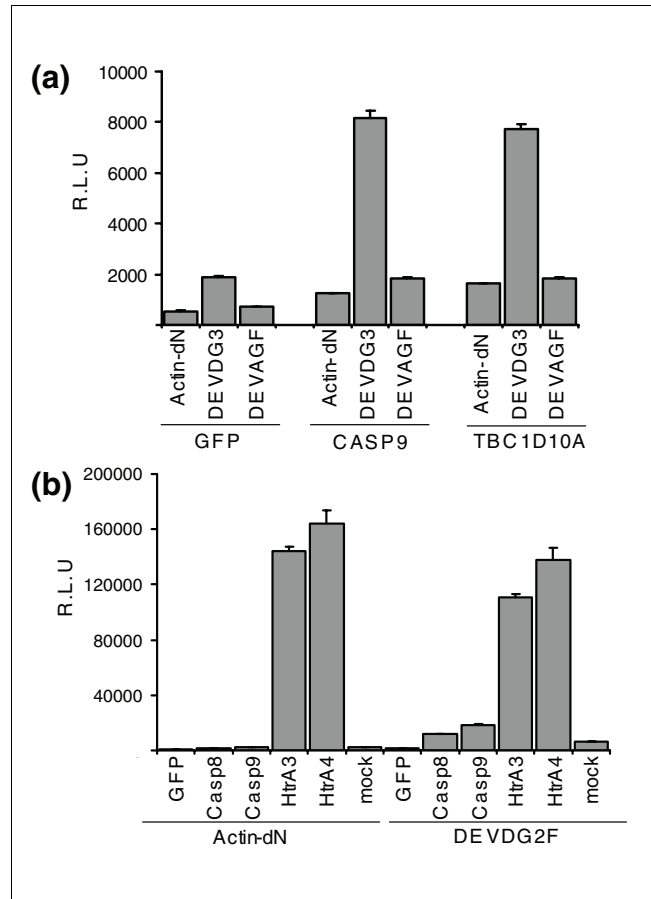 (a)
R.L.U
10000
8000
6000
4000
2000
Actin-dN DEVDG3 DEVAGF Actin-dN DEVDG3 DEVAGF Actin-dN DEVDG3 DEVAGF
GFP CASP9 TBC1D10A
(b)
R.L.U
200000
160000
120000
80000
40000
GFP Casp8 Casp9 HtrA3 HtrA4 mock GFP Casp8 Casp9 HtrA3 HtrA4 mock
Actin-dN DEVDG2F